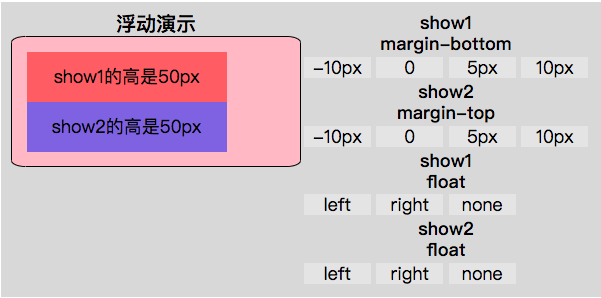 浮动演示
show1的高是50px
show2的高是50px
show1
margin-bottom
-10px 0 5px 10px
show2
margin-top
-10px 0 5px 10px
show1
float
left right none
show2
float
left right none